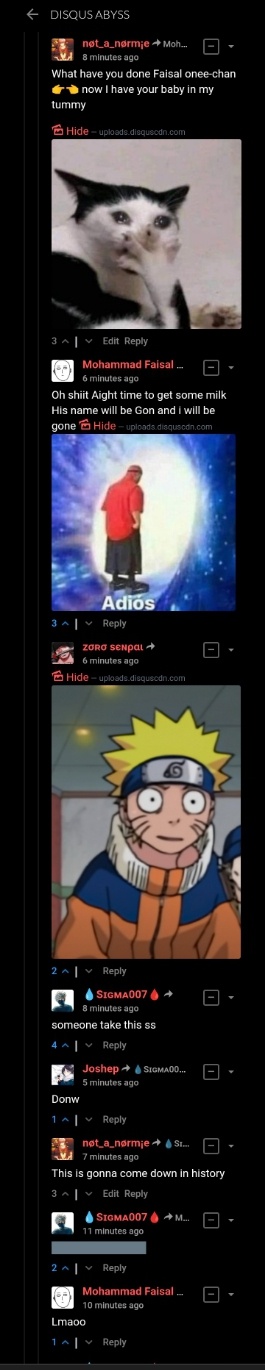 DISQUS ABYSS
nøt_a_nørm¡e Moh...
8 minutes ago
What have you done Faisal onee-chan
👉👈 now I have your baby in my
tummy
Hide – uploads.disquscdn.com
3 | Edit Reply
Mohammad Faisal ...
6 minutes ago
Oh shiit Aight time to get some milk
His name will be Gon and i will be
gone Hide – uploads.disquscdn.com
Adiós
3 | Reply
zσʀσ sɛɴραι
6 minutes ago
Hide – uploads.disquscdn.com
2 | Reply
💧Sɪɢᴍᴀ007🩸
8 minutes ago
someone take this ss
4 | Reply
Joshep 💧Sɪɢᴍᴀ00...
5 minutes ago
Donw
1 | Reply
nøt_a_nørm¡e 💧Sɪ...
7 minutes ago
This is gonna come down in history
3 | Edit Reply
💧Sɪɢᴍᴀ007🩸 M...
11 minutes ago
2 | Reply
Mohammad Faisal ...
10 minutes ago
Lmaoo
1 | Reply